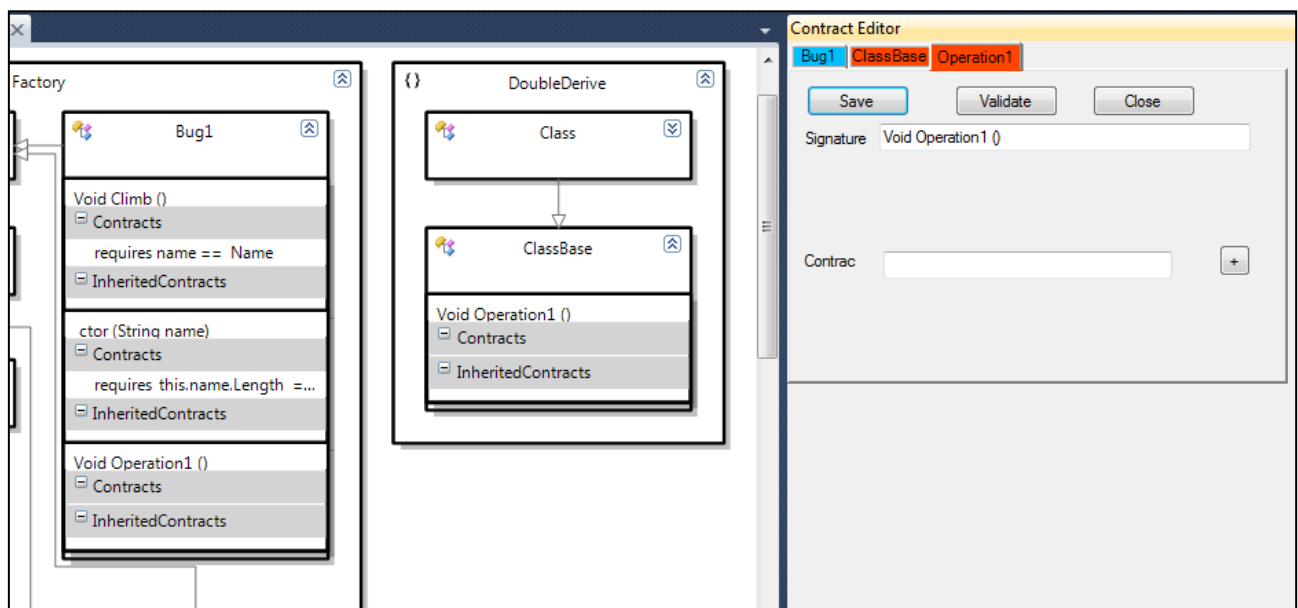 Factory
Bug1
Void Climb ()
Contracts
requires name == Name
InheritedContracts
ctor (String name)
Contracts
requires this.name.Length =...
InheritedContracts
Void Operation1 ()
Contracts
InheritedContracts
{} DoubleDerive
Class
ClassBase
Void Operation1 ()
Contracts
InheritedContracts
Contract Editor
Bug1 ClassBase Operation1
Save Validate Close
Signature Void Operation1 ()
Contrac +